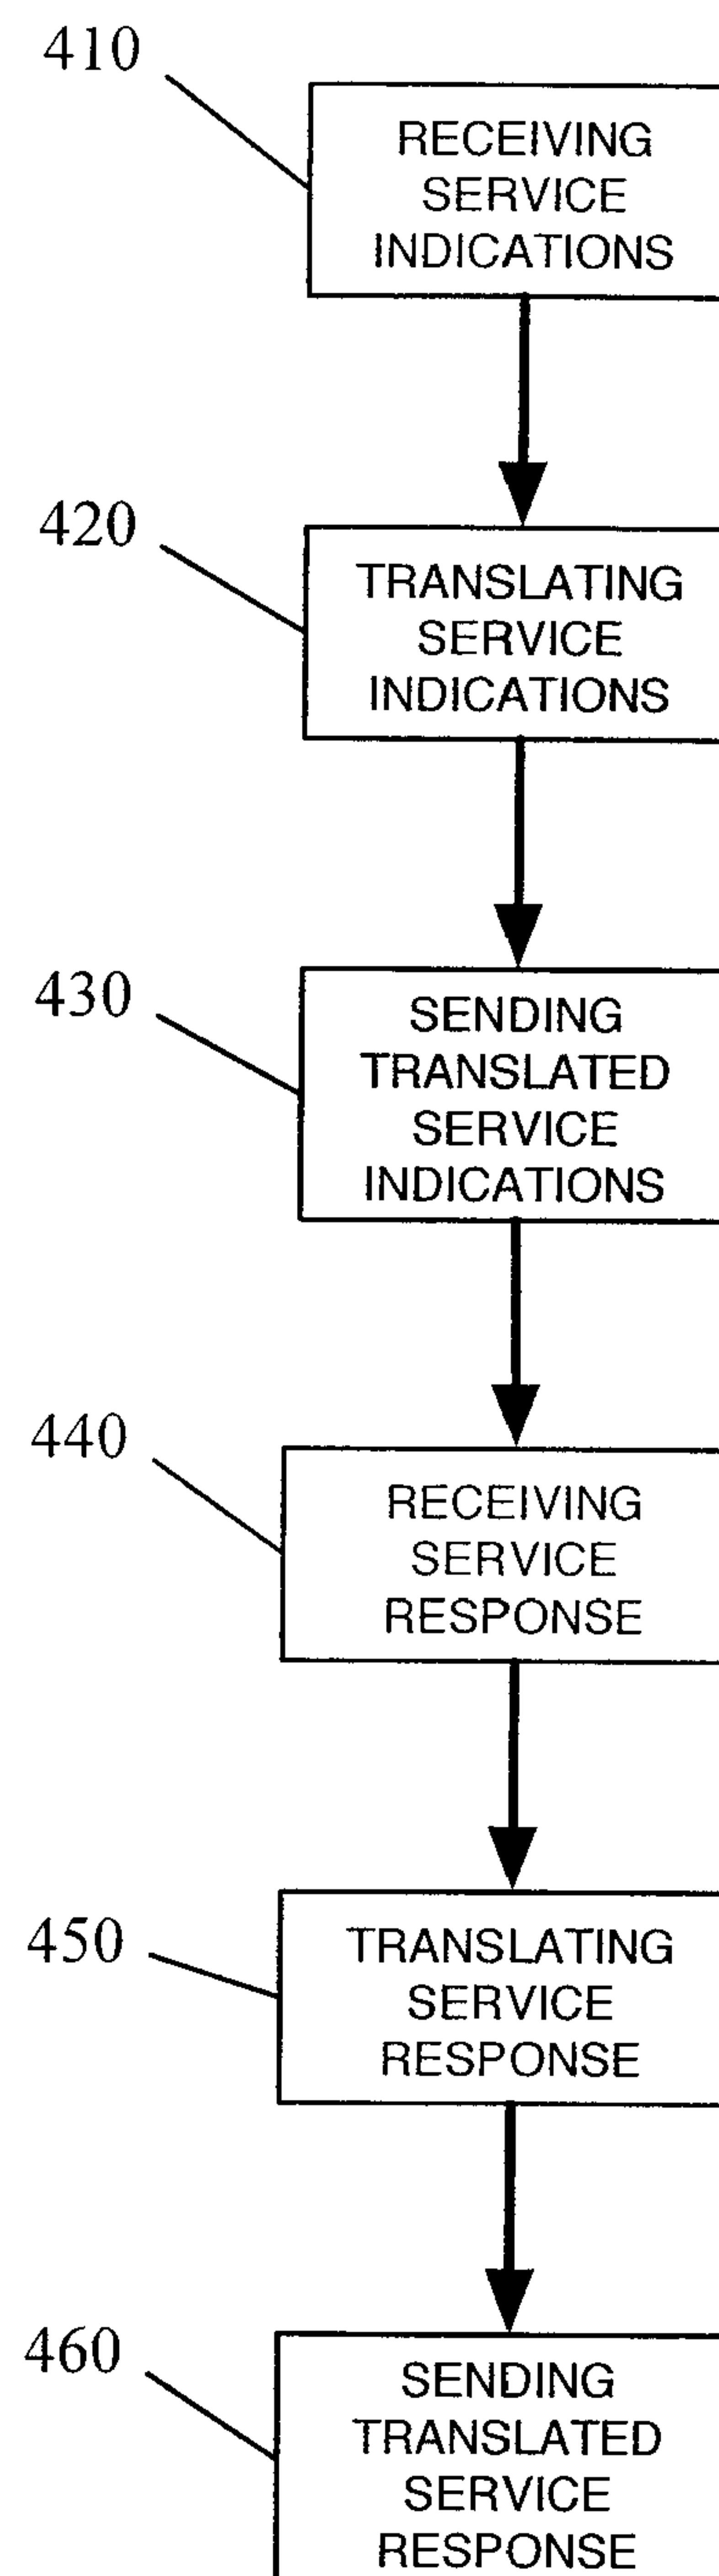 410
RECEIVING
SERVICE
INDICATIONS
420
TRANSLATING
SERVICE
INDICATIONS
430
SENDING
TRANSLATED
SERVICE
INDICATIONS
440
RECEIVING
SERVICE
RESPONSE
450
TRANSLATING
SERVICE
RESPONSE
460
SENDING
TRANSLATED
SERVICE
RESPONSE